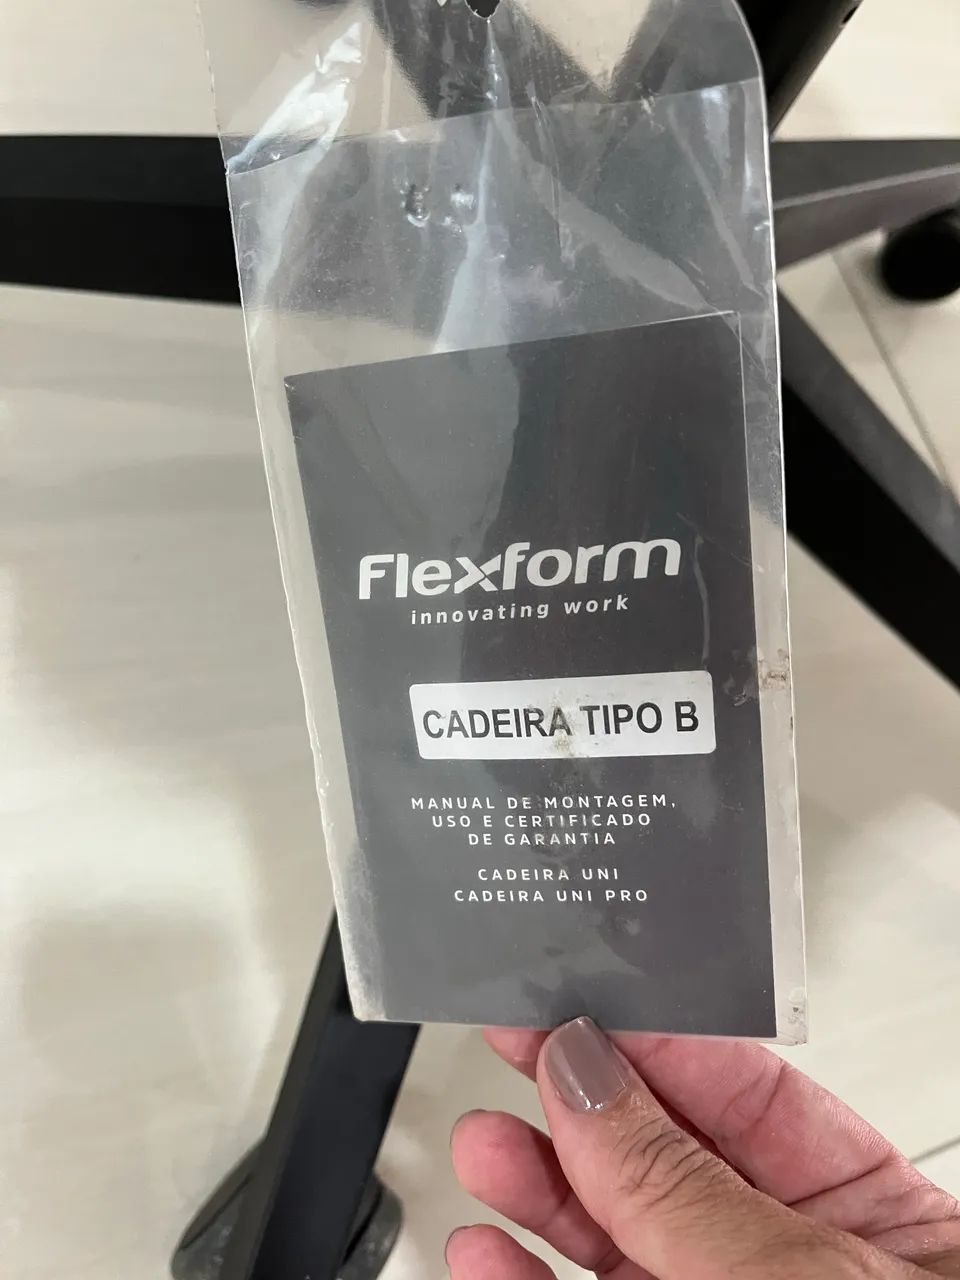 Flexform
innovating work
CADEIRA TIPO B
MANUAL DE MONTAGEM,
USO E CERTIFICADO
DE GARANTIA
CADEIRA UNI
CADEIRA UNI PRO